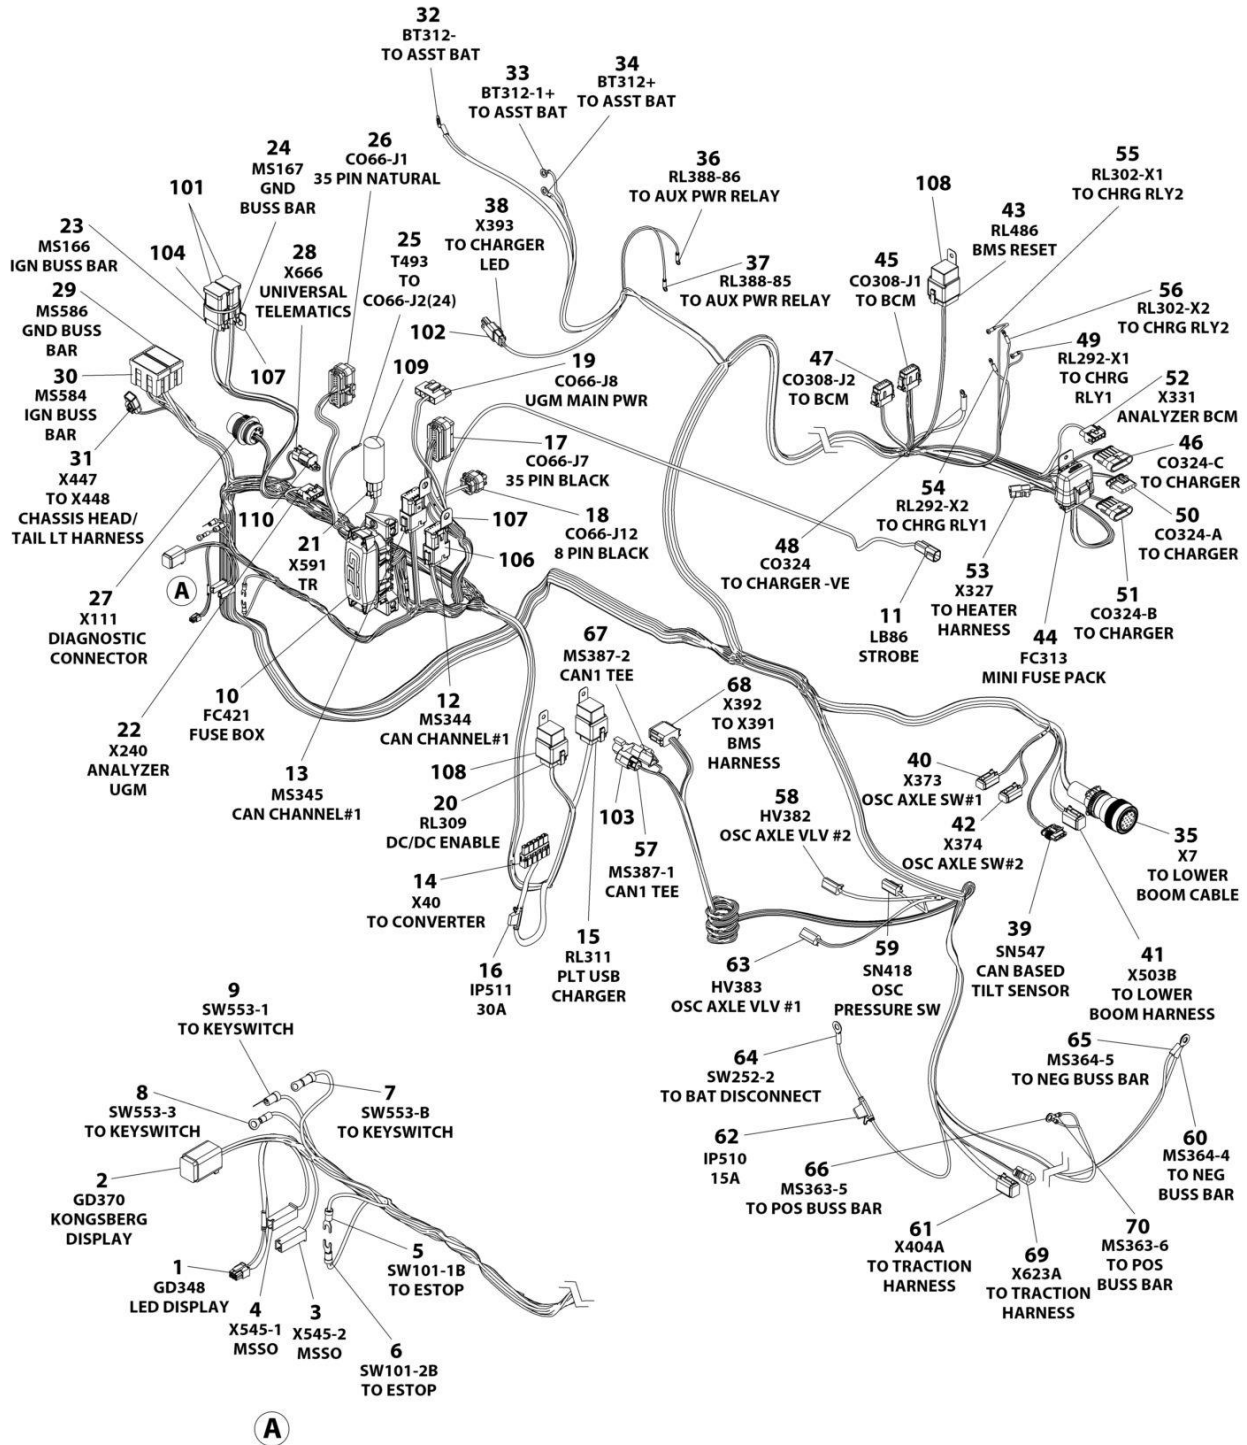 32
BT312-
TO ASST BAT
33
BT312-1+
TO ASST BAT
34
BT312+
TO ASST BAT
24
MS167
GND
BUSS BAR
26
CO66-J1
35 PIN NATURAL
36
RL388-86
TO AUX PWR RELAY
55
RL302-X1
TO CHRG RLY2
101
23
MS166
IGN BUSS BAR
104
28
X666
UNIVERSAL
TELEMATICS
25
T493
TO
CO66-J2(24)
38
X393
TO CHARGER
LED
108
43
RL486
BMS RESET
37
RL388-85
TO AUX PWR RELAY
45
CO308-J1
TO BCM
56
RL302-X2
TO CHRG RLY2
29
MS586
GND BUSS
BAR
107
109
102
19
CO66-J8
UGM MAIN PWR
47
CO308-J2
TO BCM
49
RL292-X1
TO CHRG
RLY1
52
X331
ANALYZER BCM
30
MS584
IGN BUSS
BAR
17
CO66-J7
35 PIN BLACK
46
CO324-C
TO CHARGER
31
X447
TO X448
CHASSIS HEAD/
TAIL LT HARNESS
110
21
X591
TR
107
106
18
CO66-J12
8 PIN BLACK
54
RL292-X2
TO CHRG RLY1
50
CO324-A
TO CHARGER
48
CO324
TO CHARGER -VE
53
X327
TO HEATER
HARNESS
51
CO324-B
TO CHARGER
A
27
X111
DIAGNOSTIC
CONNECTOR
11
LB86
STROBE
44
FC313
MINI FUSE PACK
67
MS387-2
CAN1 TEE
68
X392
TO X391
BMS
HARNESS
10
FC421
FUSE BOX
12
MS344
CAN CHANNEL#1
22
X240
ANALYZER
UGM
13
MS345
CAN CHANNEL#1
108
20
RL309
DC/DC ENABLE
103
57
MS387-1
CAN1 TEE
58
HV382
OSC AXLE VLV #2
40
X373
OSC AXLE SW#1
42
X374
OSC AXLE SW#2
35
X7
TO LOWER
BOOM CABLE
14
X40
TO CONVERTER
16
IP511
30A
15
RL311
PLT USB
CHARGER
63
HV383
OSC AXLE VLV #1
59
SN418
OSC
PRESSURE SW
39
SN547
CAN BASED
TILT SENSOR
41
X503B
TO LOWER
BOOM HARNESS
9
SW553-1
TO KEYSWITCH
8
SW553-3
TO KEYSWITCH
7
SW553-B
TO KEYSWITCH
64
SW252-2
TO BAT DISCONNECT
65
MS364-5
TO NEG BUSS BAR
62
IP510
15A
66
MS363-5
TO POS BUSS BAR
60
MS364-4
TO NEG
BUSS BAR
2
GD370
KONGSBERG
DISPLAY
61
X404A
TO TRACTION
HARNESS
69
X623A
TO TRACTION
HARNESS
70
MS363-6
TO POS
BUSS BAR
1
GD348
LED DISPLAY
4
X545-1
MSSO
3
X545-2
MSSO
5
SW101-1B
TO ESTOP
6
SW101-2B
TO ESTOP
A